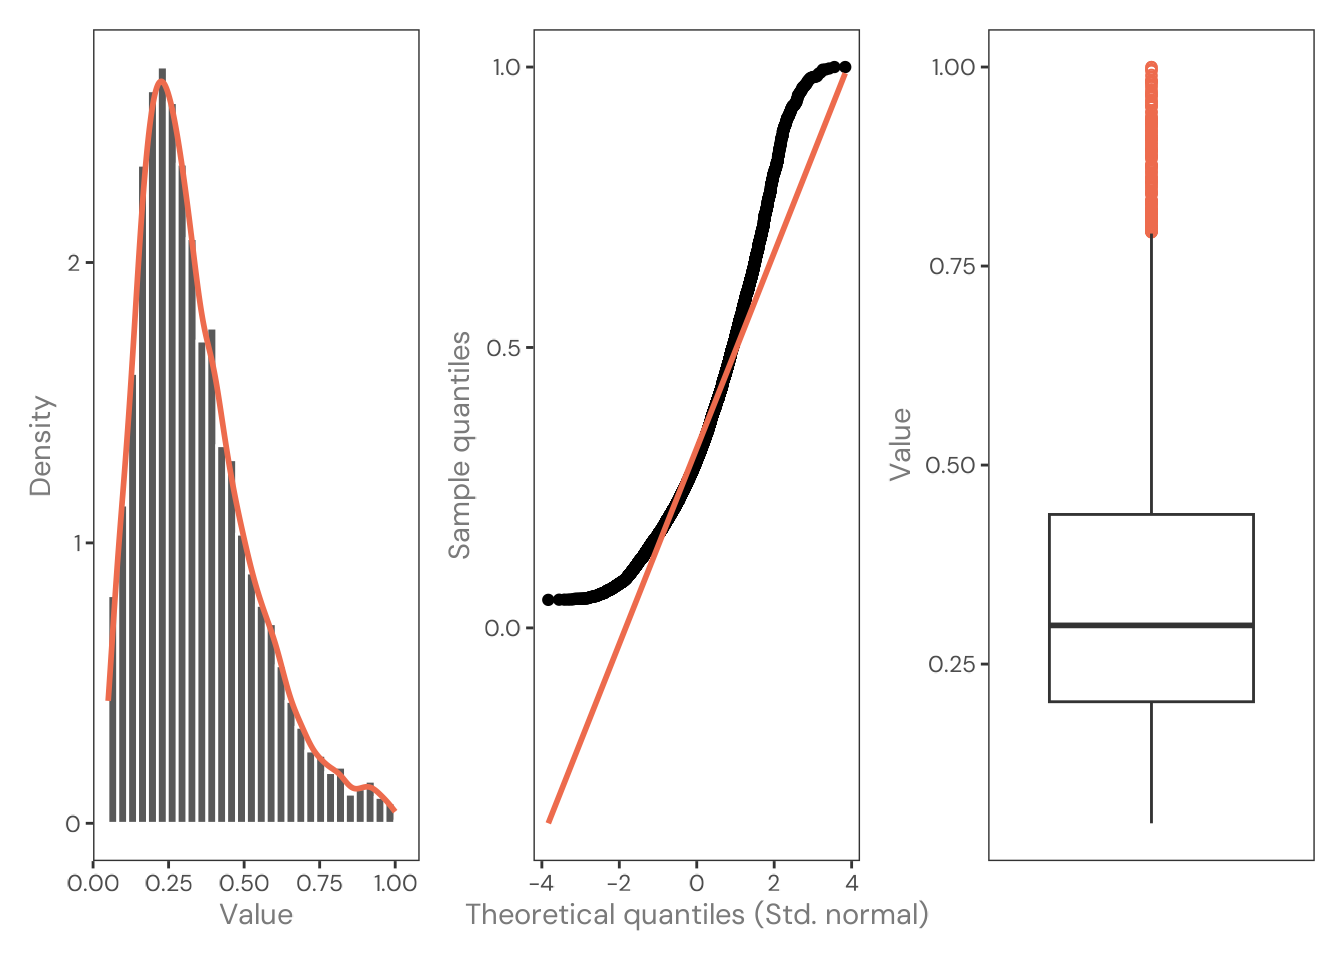 Density
2
1
0
0.00 0.25 0.50 0.75 1.00
Value
Sample quantiles
1.0
0.5
0.0
−4 −2 0 2 4
Theoretical quantiles (Std. normal)
Value
1.00
0.75
0.50
0.25